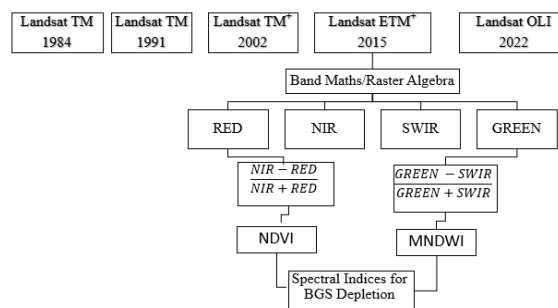 Landsat TM
1984
Landsat TM
1991
Landsat TM⁺
2002
Landsat ETM⁺
2015
Landsat OLI
2022
Band Maths/Raster Algebra
RED
NIR
SWIR
GREEN
NIR − RED
NIR + RED
GREEN − SWIR
GREEN + SWIR
NDVI
MNDWI
Spectral Indices for
BGS Depletion